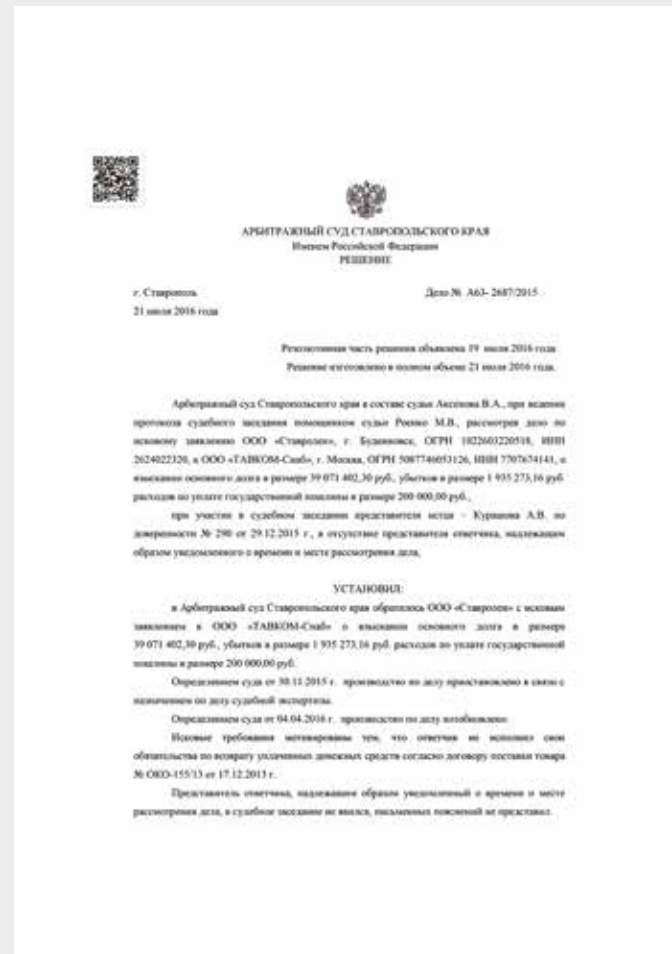 АРБИТРАЖНЫЙ СУД СТАВРОПОЛЬСКОГО КРАЯ
Именем Российской Федерации
РЕШЕНИЕ
г. Ставрополь Дело № А63- 2687/2015
21 июля 2016 года
Резолютивная часть решения объявлена 19 июля 2016 года
Решение изготовлено в полном объеме 21 июля 2016 года.
Арбитражный суд Ставропольского края в составе судьи Аксенова В.А., при ведении
протокола судебного заседания помощником судьи Роенко М.В., рассмотрев дело по
исковому заявлению ООО «Ставролен», г. Буденновск, ОГРН 1022603220518, ИНН
2624022320, к ООО «ТАВКОМ-Снаб», г. Москва, ОГРН 5087746053126, ИНН 7707674141, о
взыскании основного долга в размере 39 071 402,30 руб., убытков в размере 1 935 273,16 руб.
расходов по уплате государственной пошлины в размере 200 000,00 руб.,
при участии в судебном заседании представителя истца – А.В. по
доверенности № 290 от 29.12.2015 г., в отсутствие представителя ответчика, надлежащим
образом уведомленного о времени и месте рассмотрения дела,
УСТАНОВИЛ:
в Арбитражный суд Ставропольского края обратилось ООО «Ставролен» с исковым
заявлением к ООО «ТАВКОМ-Снаб» о взыскании основного долга в размере
39 071 402,30 руб., убытков в размере 1 935 273,16 руб. расходов по уплате государственной
пошлины в размере 200 000,00 руб.
Определением суда от 30.11.2015 г. производство по делу приостановлено в связи с
назначением по делу судебной экспертизы.
Определением суда от 04.04.2016 г. производство по делу возобновлено.
Исковые требования мотивированы тем, что ответчик не исполнил свои
обязательства по возврату уплаченных денежных средств согласно договору поставки товара
№ ОКО-155/13 от 17.12.2013 г.
Представитель ответчика, надлежащим образом уведомленный о времени и месте
рассмотрения дела, в судебное заседание не явился, письменных пояснений не представил.